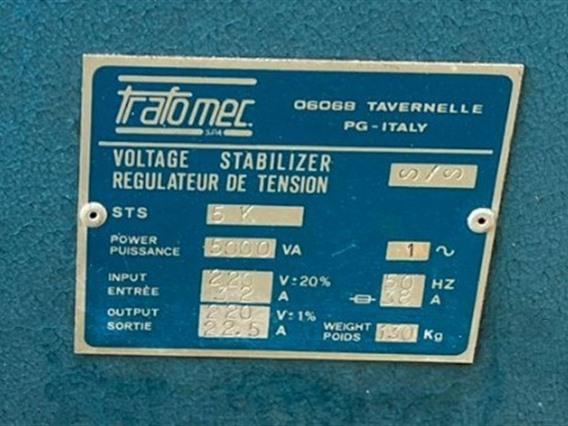 trafomec
S.P.A.
06068 TAVERNELLE
PG-ITALY
VOLTAGE STABILIZER
REGULATEUR DE TENSION
S/S
STS 5 K
POWER
PUISSANCE
5000 VA
1 ~
INPUT 220 V±20% 50 HZ
ENTRÉE 32 A 38 A
OUTPUT 220 V±1%
SORTIE 22.5 A
WEIGHT
POIDS
130 Kg